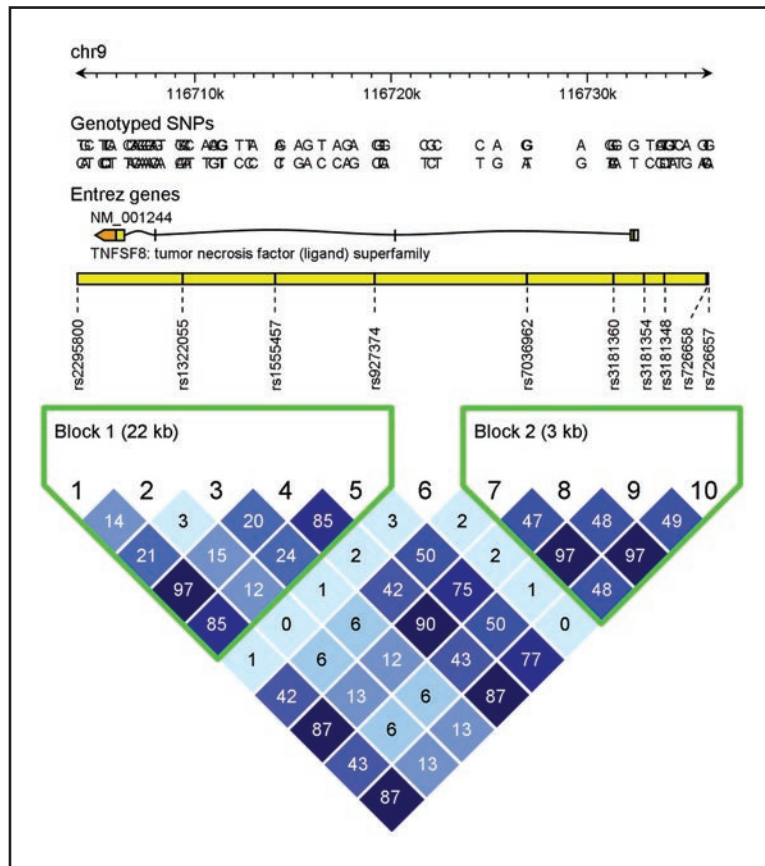 chr9
116710k 116720k 116730k
Genotyped SNPs
TTA AGTAGA C A G A
C GACCAG TCT T G G
Entrez genes
NM_001244
TNFSF8: tumor necrosis factor (ligand) superfamily
rs2295800 rs1322055 rs1555457 rs927374 rs7036962 rs3181360 rs3181354 rs3181348 rs726658 rs726657
Block 1 (22 kb) Block 2 (3 kb)
1 2 3 4 5 6 7 8 9 10
14 3 20 85 3 2 47 48 49
21 15 24 2 50 2 97 97
97 12 1 42 75 1 48
85 0 6 90 50 0
1 6 12 43 77
42 13 6 87
87 6 13
43 13
87